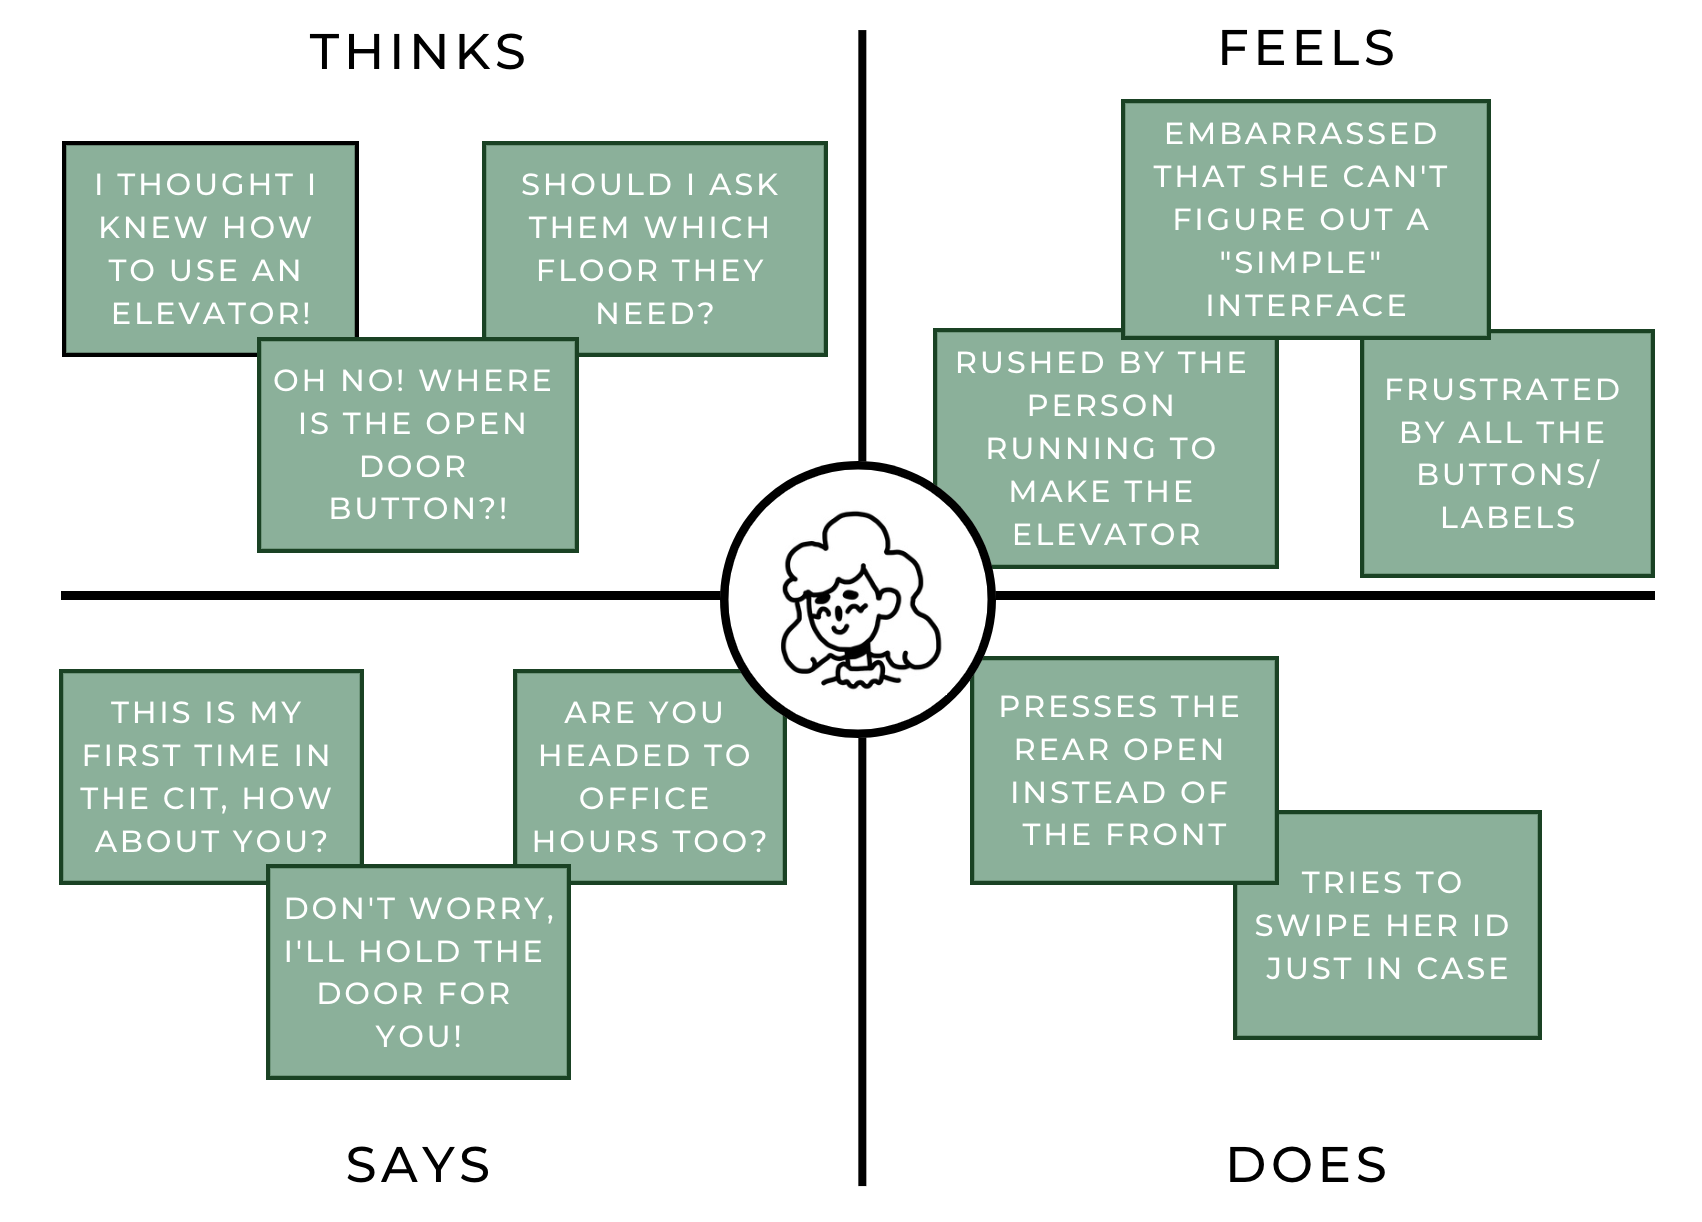 THINKS
I THOUGHT I
KNEW HOW
TO USE AN
ELEVATOR!
SHOULD I ASK
THEM WHICH
FLOOR THEY
NEED?
OH NO! WHERE
IS THE OPEN
DOOR
BUTTON?!
FEELS
EMBARRASSED
THAT SHE CAN'T
FIGURE OUT A
"SIMPLE"
INTERFACE
RUSHED BY THE
PERSON
RUNNING TO
MAKE THE
ELEVATOR
FRUSTRATED
BY ALL THE
BUTTONS/
LABELS
THIS IS MY
FIRST TIME IN
THE CIT, HOW
ABOUT YOU?
ARE YOU
HEADED TO
OFFICE
HOURS TOO?
DON'T WORRY,
I'LL HOLD THE
DOOR FOR
YOU!
SAYS
PRESSES THE
REAR OPEN
INSTEAD OF
THE FRONT
TRIES TO
SWIPE HER ID
JUST IN CASE
DOES